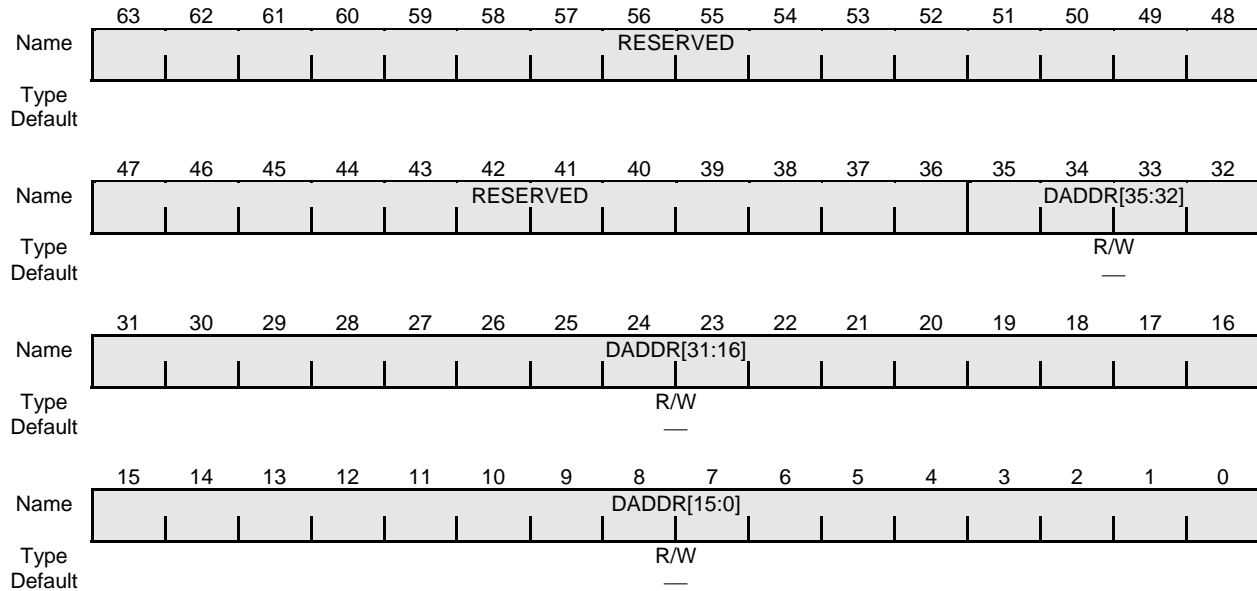 63 62 61 60 59 58 57 56 55 54 53 52 51 50 49 48
Name RESERVED
Type
Default
47 46 45 44 43 42 41 40 39 38 37 36 35 34 33 32
Name RESERVED DADDR[35:32]
Type R/W
Default —
31 30 29 28 27 26 25 24 23 22 21 20 19 18 17 16
Name DADDR[31:16]
Type R/W
Default —
15 14 13 12 11 10 9 8 7 6 5 4 3 2 1 0
Name DADDR[15:0]
Type R/W
Default —